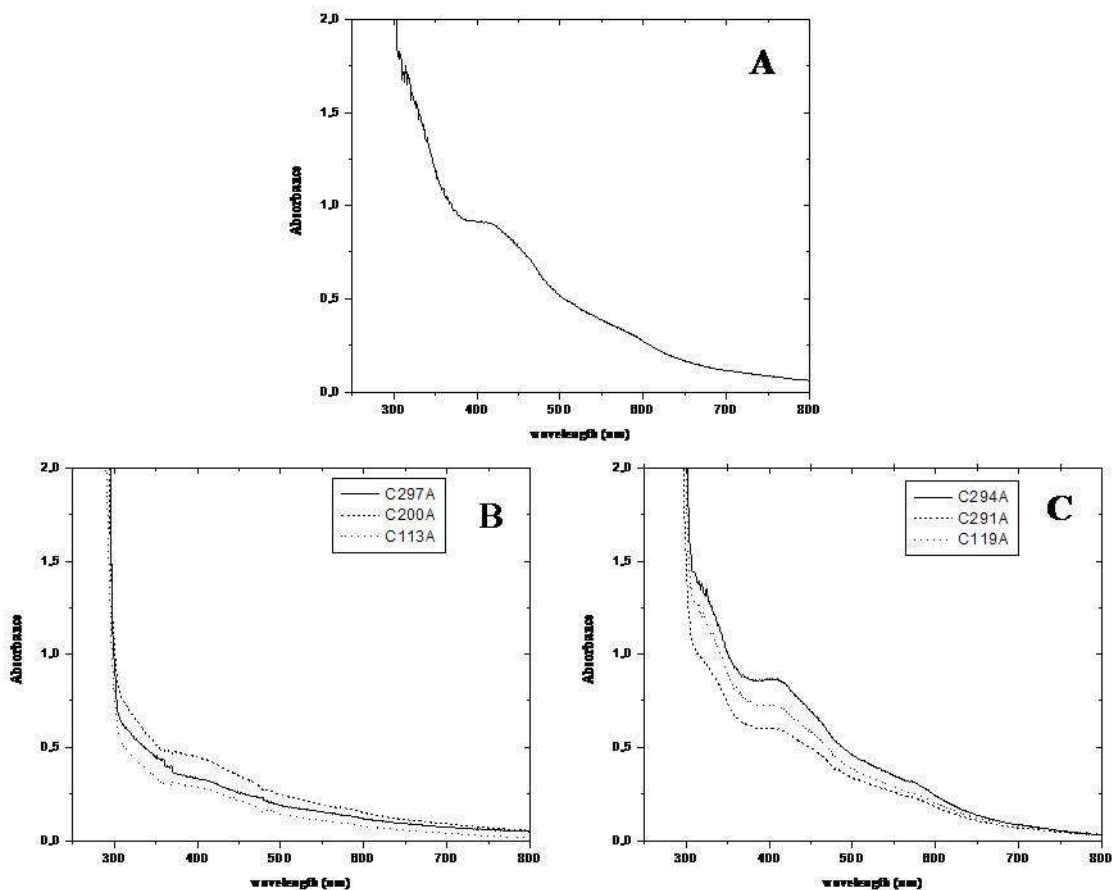 A
2,0
1,5
1,0
0,5
0,0
Absorbance
300 400 500 600 700 800
wavelength (nm)
B
C297A
C200A
C113A
2,0
1,5
1,0
0,5
0,0
Absorbance
300 400 500 600 700 800
wavelength (nm)
C
C294A
C291A
C119A
2,0
1,5
1,0
0,5
0,0
Absorbance
300 400 500 600 700 800
wavelength (nm)